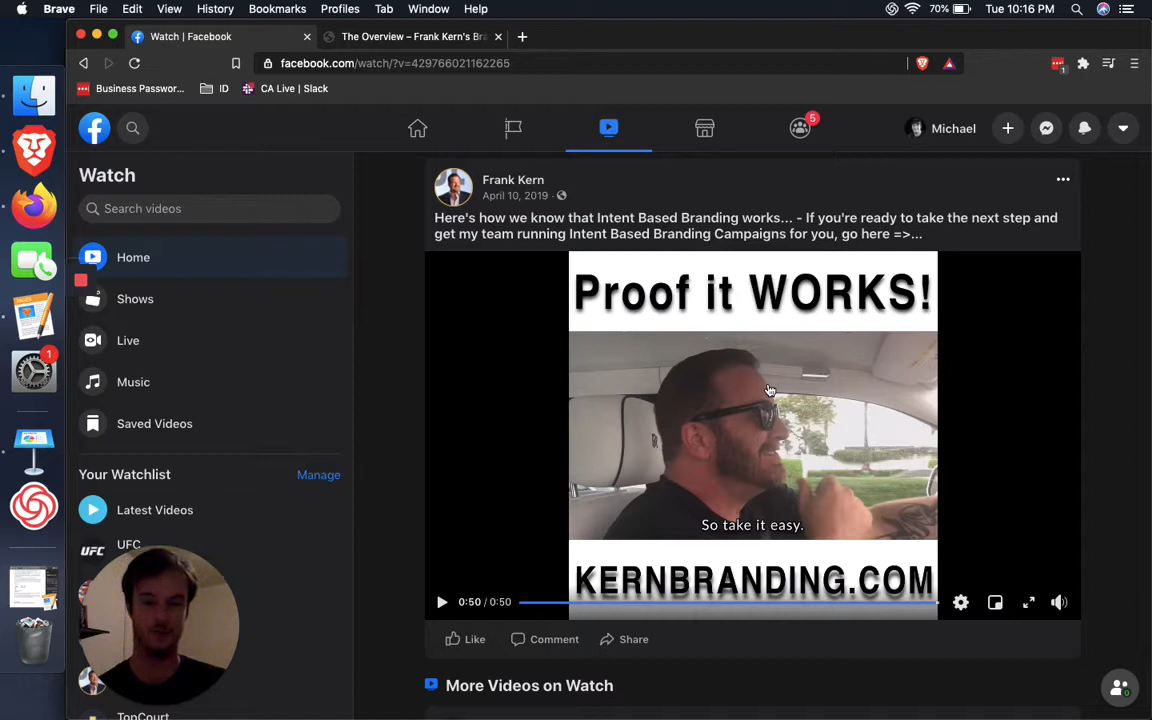 Brave File Edit View History Bookmarks Profiles Tab Window Help 70% Tue 10:16 PM
Watch | Facebook The Overview – Frank Kern's Bra
facebook.com/watch/?v=429766021162265 1
Business Passwor... ID CA Live | Slack
5 Michael
Watch
Search videos
Home
Shows
Live
Music
Saved Videos
Your Watchlist Manage
Latest Videos
UFC
UFC
TopCourt
1
Frank Kern
April 10, 2019 ·
Here's how we know that Intent Based Branding works... - If you're ready to take the next step and
get my team running Intent Based Branding Campaigns for you, go here =>...
Proof it WORKS!
So take it easy.
KERNBRANDING.COM
0:50 / 0:50
Like Comment Share
More Videos on Watch
0